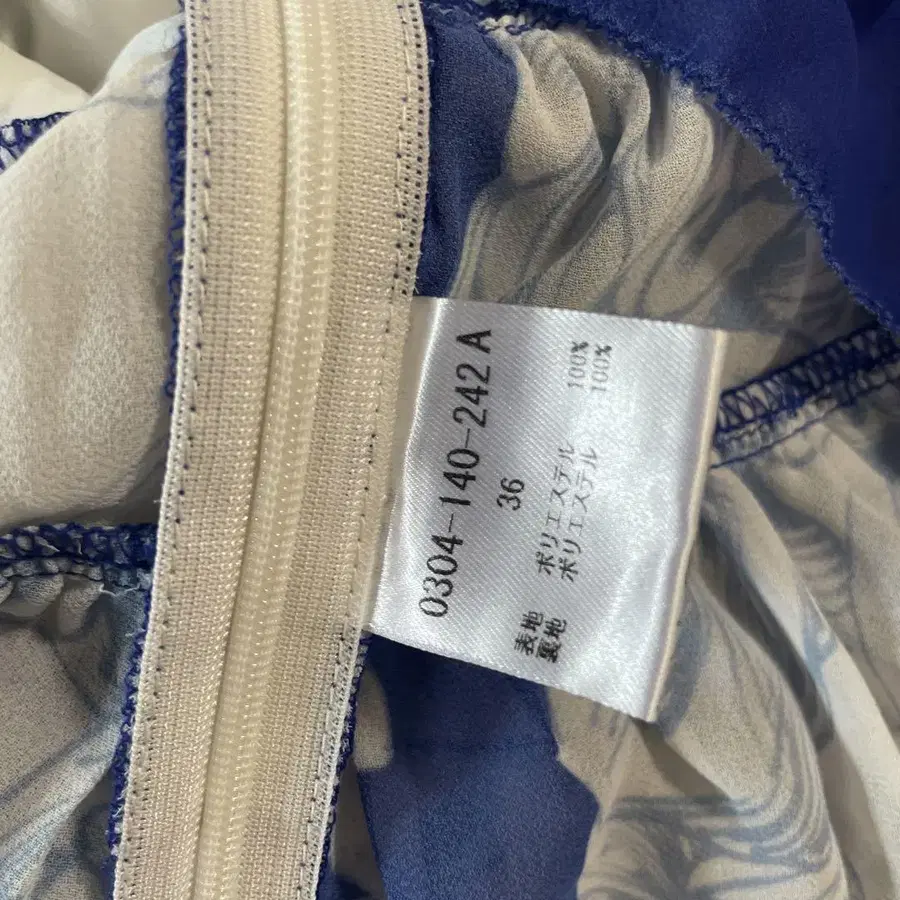 0304-140-242 A
36
表地 ポリエステル 100%
裏地 ポリエステル 100%